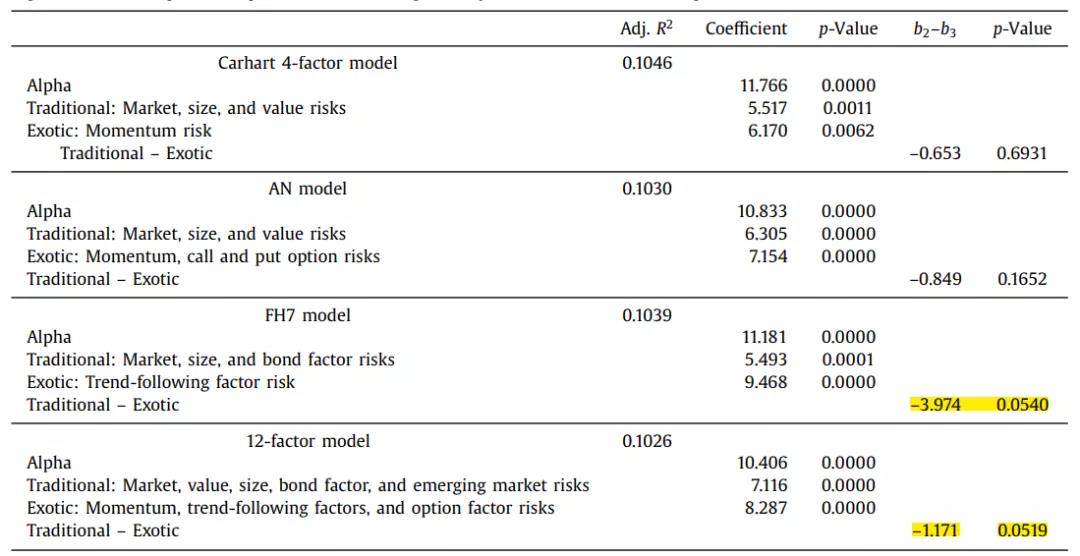 Adj. R² Coefficient p-Value b₂–b₃ p-Value
Carhart 4-factor model 0.1046
Alpha 11.766 0.0000
Traditional: Market, size, and value risks 5.517 0.0011
Exotic: Momentum risk 6.170 0.0062
Traditional – Exotic –0.653 0.6931
AN model 0.1030
Alpha 10.833 0.0000
Traditional: Market, size, and value risks 6.305 0.0000
Exotic: Momentum, call and put option risks 7.154 0.0000
Traditional – Exotic –0.849 0.1652
FH7 model 0.1039
Alpha 11.181 0.0000
Traditional: Market, size, and bond factor risks 5.493 0.0001
Exotic: Trend-following factor risk 9.468 0.0000
Traditional – Exotic –3.974 0.0540
12-factor model 0.1026
Alpha 10.406 0.0000
Traditional: Market, value, size, bond factor, and emerging market risks 7.116 0.0000
Exotic: Momentum, trend-following factors, and option factor risks 8.287 0.0000
Traditional – Exotic –1.171 0.0519